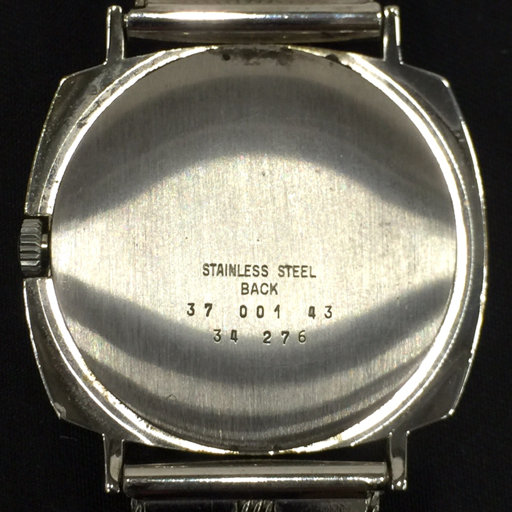 STAINLESS STEEL
BACK
37 001 43
34 276